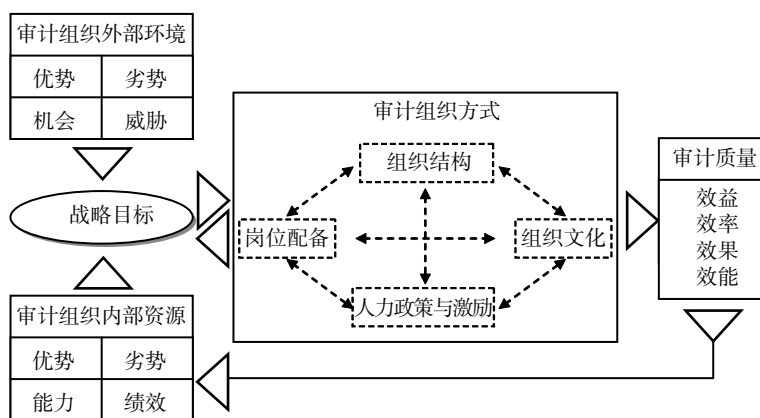 审计组织外部环境
优势 劣势
机会 威胁
战略目标
审计组织内部资源
优势 劣势
能力 绩效
审计组织方式
组织结构
岗位配备
组织文化
人力政策与激励
审计质量
效益
效率
效果
效能